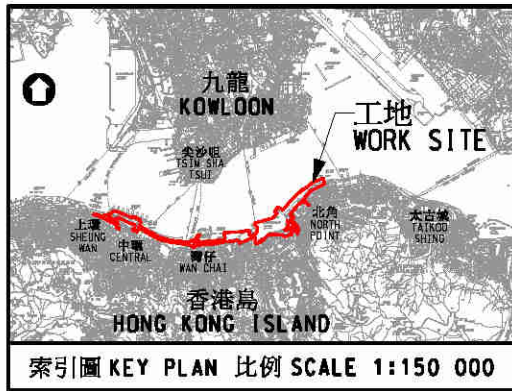 九龍
KOWLOON
工地
WORK SITE
尖沙咀
TSIM SHA
TSUI
上環
SHEUNG
WAN
中環
CENTRAL
灣仔
WAN CHAI
北角
NORTH
POINT
太古城
TAIKOO
SHING
香港島
HONG KONG ISLAND
索引圖 KEY PLAN 比例 SCALE 1:150 000